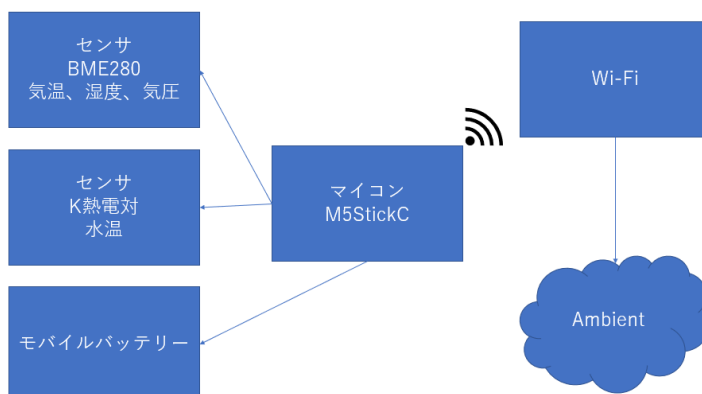 センサ
BME280
気温、湿度、気圧
センサ
K熱電対
水温
モバイルバッテリー
マイコン
M5StickC
Wi-Fi
Ambient